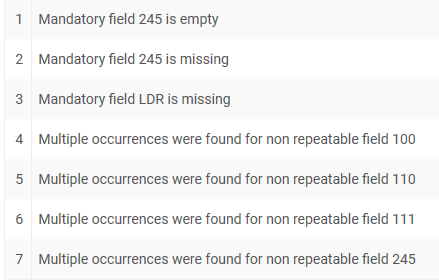 1 Mandatory field 245 is empty
2 Mandatory field 245 is missing
3 Mandatory field LDR is missing
4 Multiple occurrences were found for non repeatable field 100
5 Multiple occurrences were found for non repeatable field 110
6 Multiple occurrences were found for non repeatable field 111
7 Multiple occurrences were found for non repeatable field 245